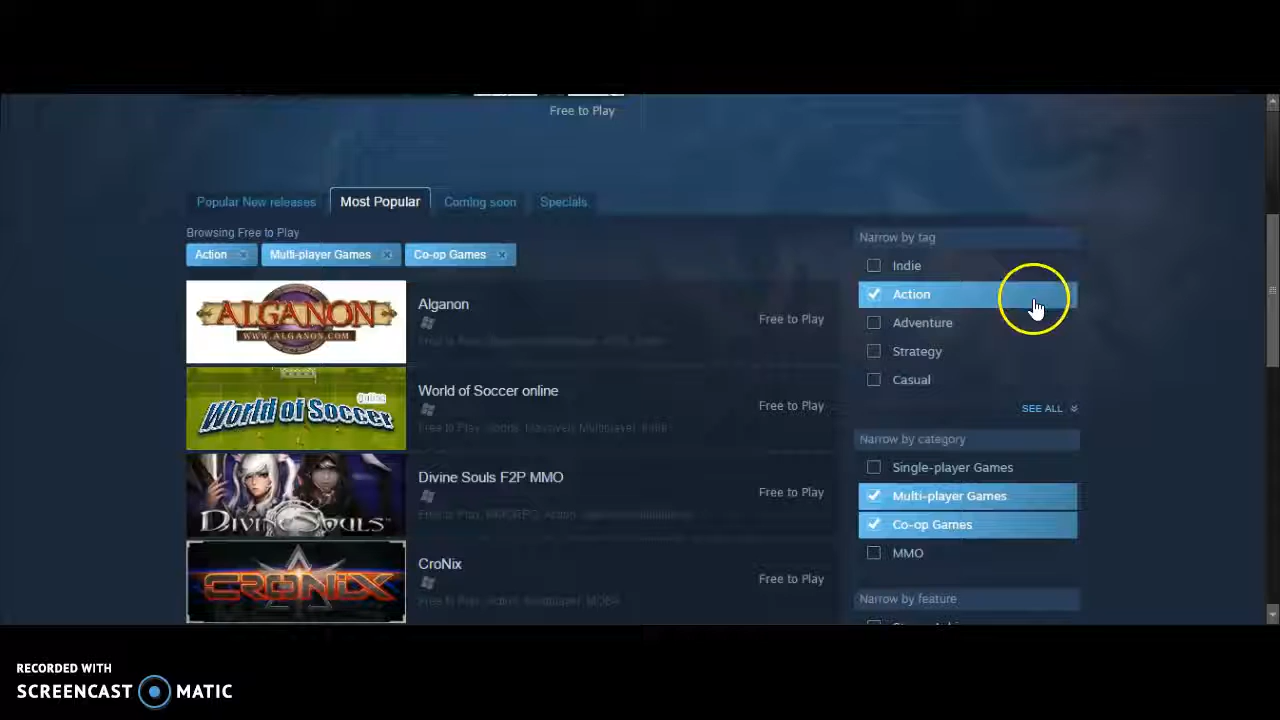 Free to Play
Popular New releases
Most Popular
Coming soon
Specials
Browsing Free to Play
Action
Multi-player Games
Co-op Games
ALGANON
WWW.ALGANON.COM
Alganon
Free to Play
online
World of Soccer
World of Soccer online
Free to Play
DIVINE SOULS
Divine Souls F2P MMO
Free to Play
CRONIX
CroNix
Free to Play
Narrow by tag
Indie
Action
Adventure
Strategy
Casual
SEE ALL
Narrow by category
Single-player Games
Multi-player Games
Co-op Games
MMO
Narrow by feature
RECORDED WITH
SCREENCAST MATIC